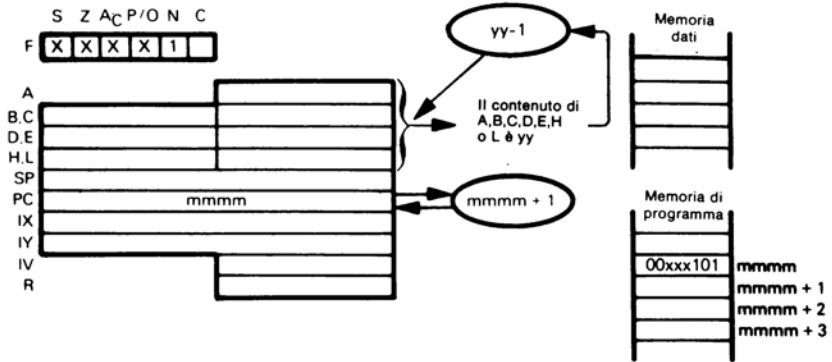 S Z AC P/O N C
F X X X X 1
A
B,C
D,E
H,L
SP
PC mmmm
IX
IY
IV
R
yy-1
Il contenuto di
A,B,C,D,E,H
o L è yy
mmmm + 1
Memoria
dati
Memoria di
programma
00xxx101 mmmm
mmmm + 1
mmmm + 2
mmmm + 3